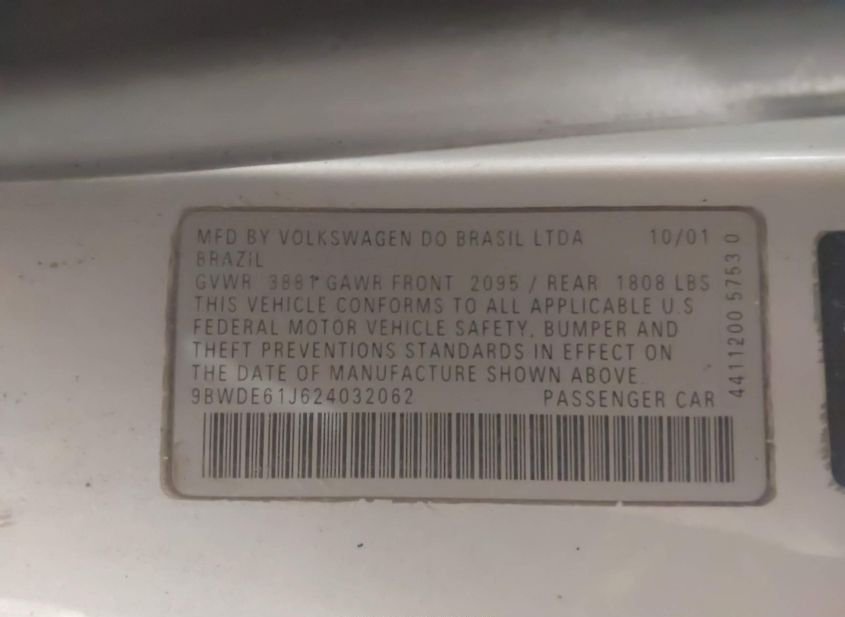 MFD BY VOLKSWAGEN DO BRASIL LTDA 10/01
BRAZIL
GVWR 3881 GAWR FRONT 2095 / REAR 1808 LBS
THIS VEHICLE CONFORMS TO ALL APPLICABLE U.S
FEDERAL MOTOR VEHICLE SAFETY, BUMPER AND
THEFT PREVENTIONS STANDARDS IN EFFECT ON
THE DATE OF MANUFACTURE SHOWN ABOVE.
9BWDE61J624032062 PASSENGER CAR
4411200 5753 0